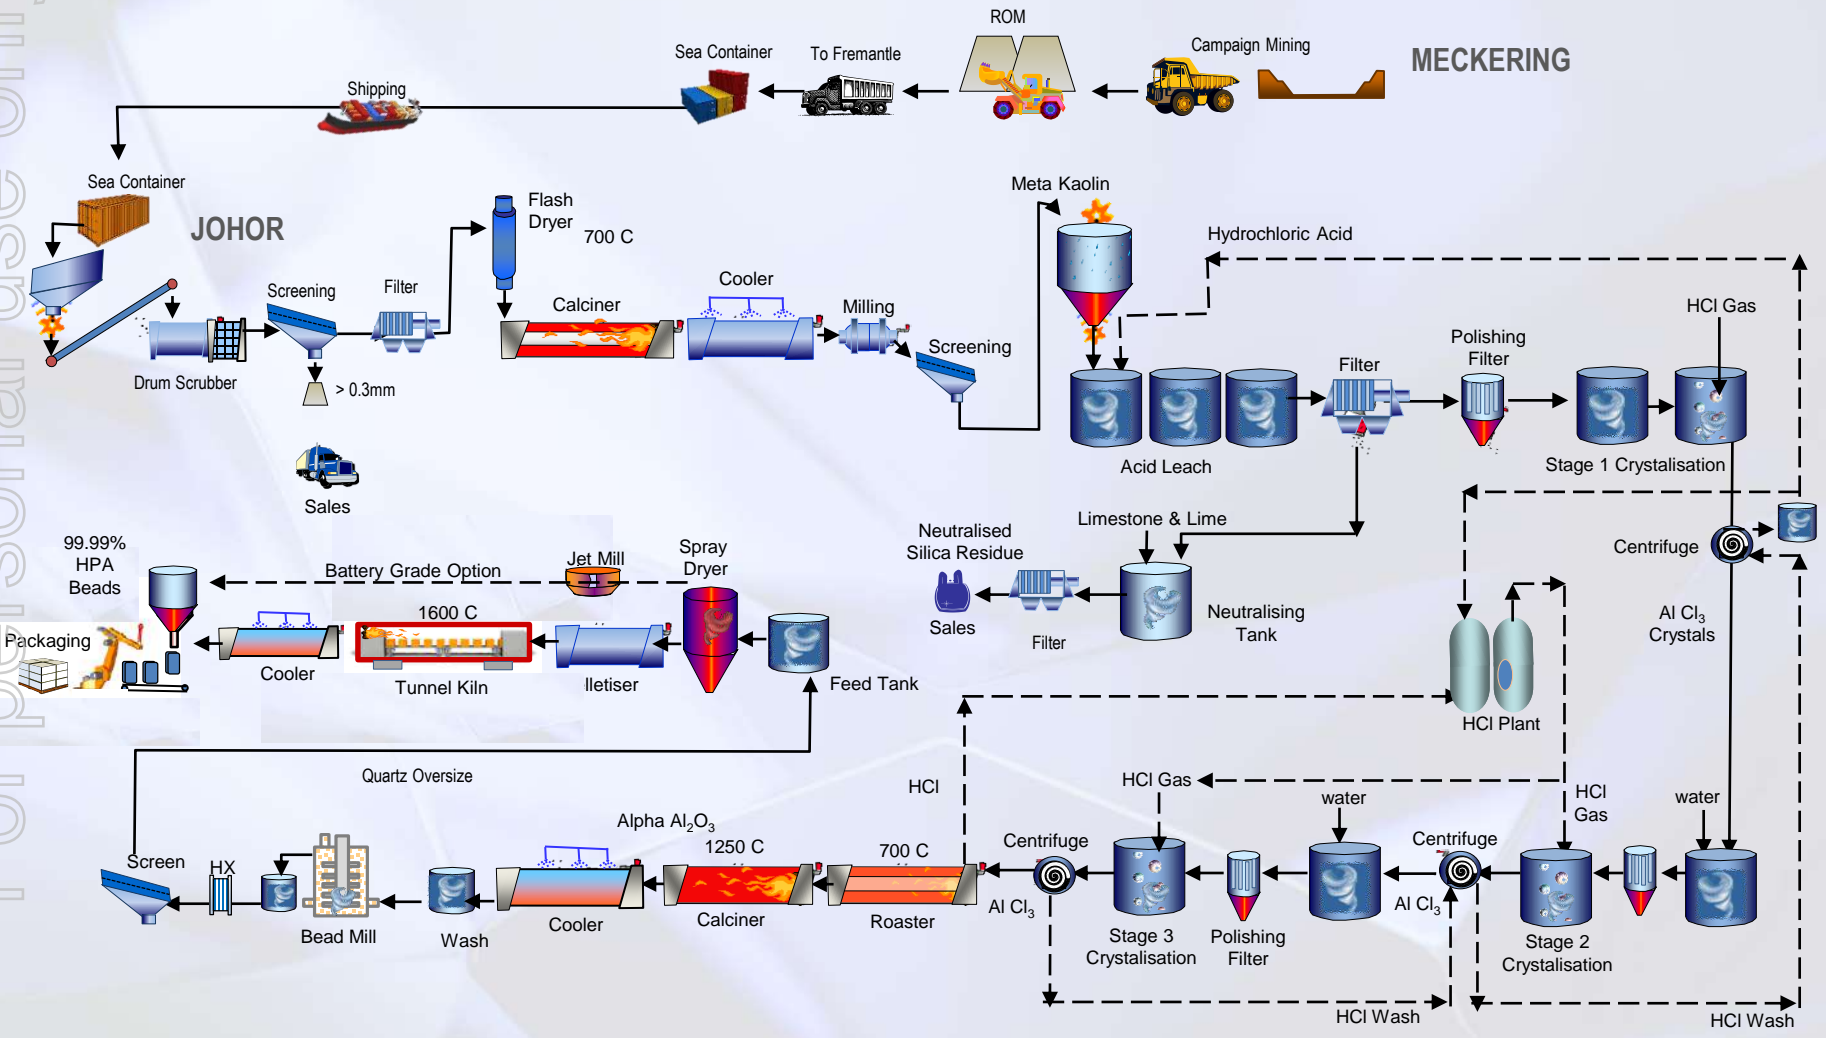 For personal use only
ROM
Sea Container
To Fremantle
Campaign Mining
MECKERING
Shipping
Sea Container
JOHOR
Flash
Dryer
700 C
Meta Kaolin
Hydrochloric Acid
Screening
Filter
Calciner
Cooler
Milling
Screening
HCl Gas
Polishing
Filter
Filter
Drum Scrubber
> 0.3mm
Acid Leach
Stage 1 Crystalisation
Sales
Limestone & Lime
Neutralised
Silica Residue
Centrifuge
99.99%
HPA
Beads
Battery Grade Option
Jet Mill
Spray
Dryer
1600 C
Sales
Filter
Neutralising
Tank
Al Cl3
Crystals
Packaging
Cooler
Tunnel Kiln
lletiser
Feed Tank
HCl Plant
Quartz Oversize
HCl
HCl Gas
HCl
Gas
water
water
Alpha Al2O3
1250 C
700 C
Centrifuge
Centrifuge
Screen
HX
Al Cl3
Al Cl3
Bead Mill
Wash
Cooler
Calciner
Roaster
Stage 3
Crystalisation
Polishing
Filter
Stage 2
Crystalisation
HCl Wash
HCl Wash